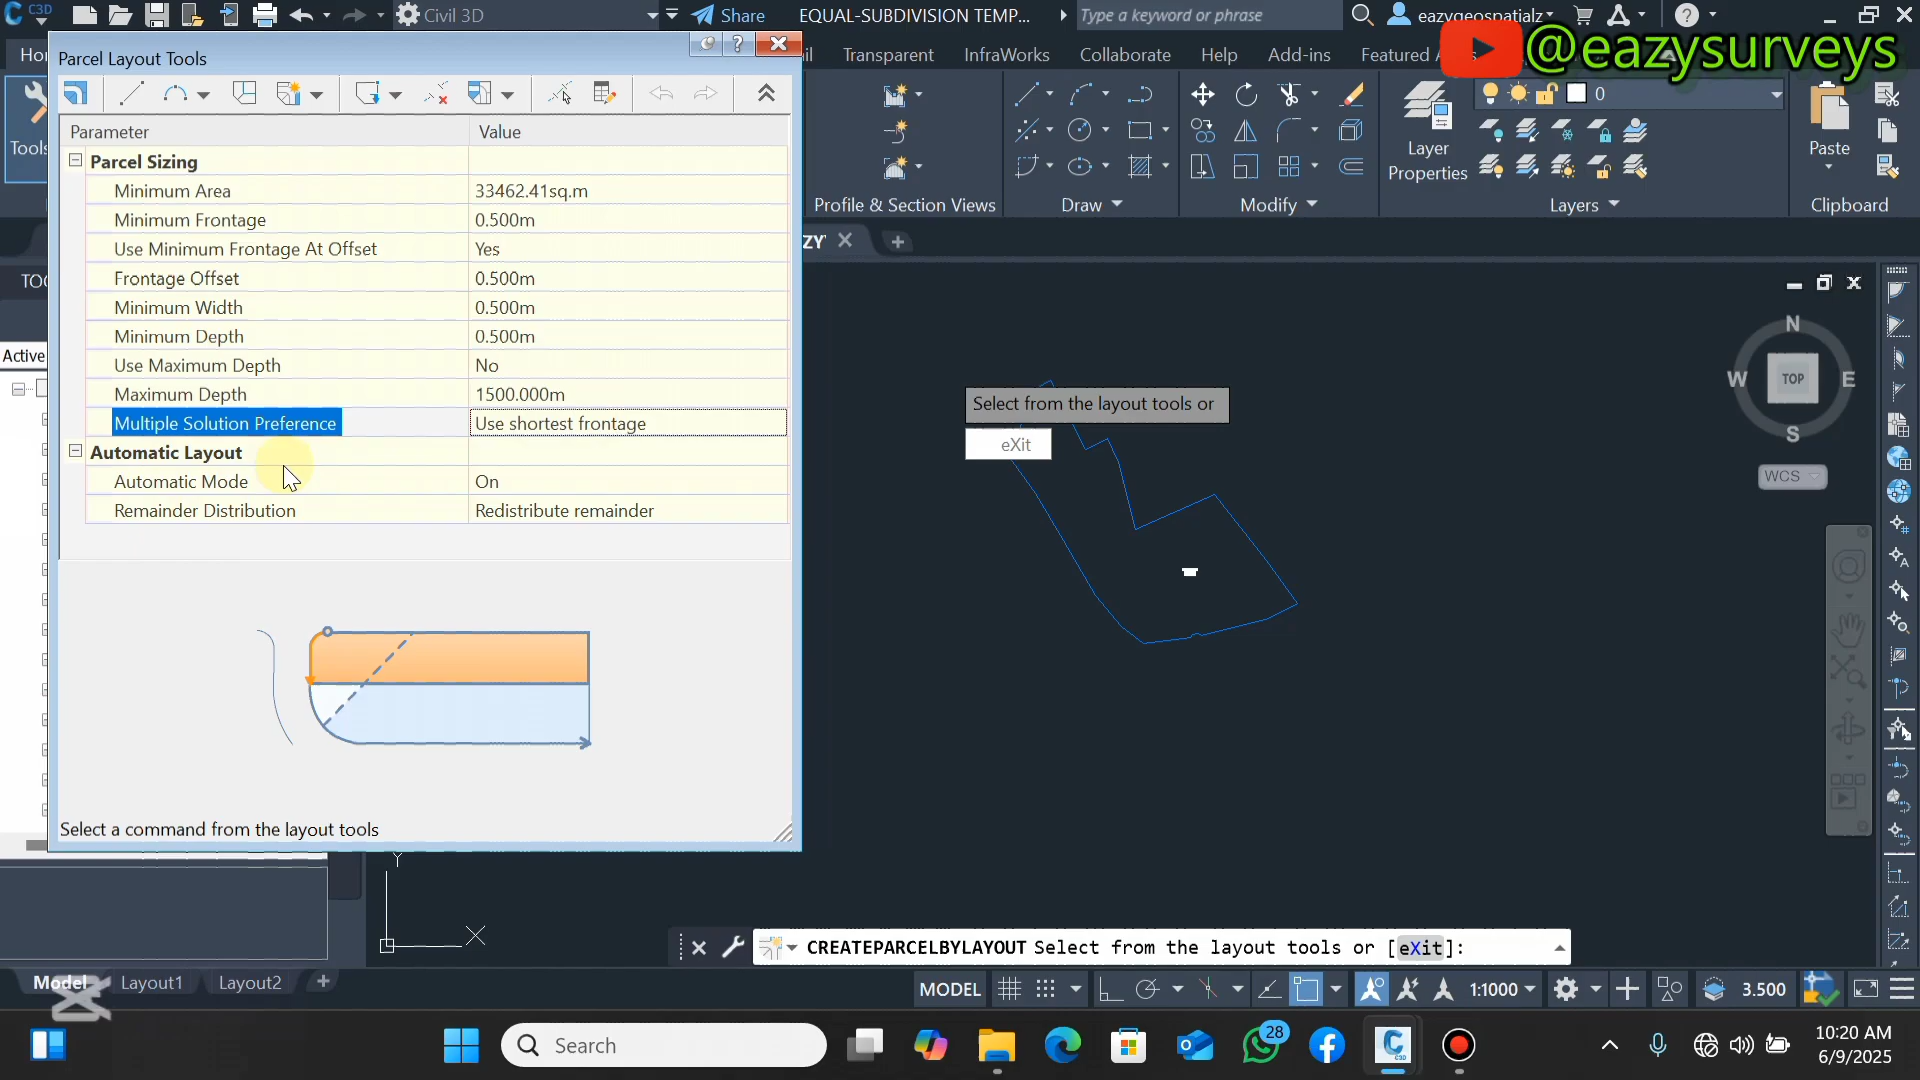 C3D
Civil 3D
Share
EQUAL-SUBDIVISION TEMP...
Type a keyword or phrase
eazygeospatialz
@eazysurveys
Transparent
InfraWorks
Collaborate
Help
Add-ins
Featured
Parcel Layout Tools
Parameter
Value
Parcel Sizing
Minimum Area
33462.41sq.m
Minimum Frontage
0.500m
Use Minimum Frontage At Offset
Yes
Frontage Offset
0.500m
Minimum Width
0.500m
Minimum Depth
0.500m
Use Maximum Depth
No
Maximum Depth
1500.000m
Multiple Solution Preference
Use shortest frontage
Automatic Layout
Automatic Mode
On
Remainder Distribution
Redistribute remainder
Select a command from the layout tools
Tools
Active
0
Layer
Properties
Paste
Profile & Section Views
Draw
Modify
Layers
Clipboard
Select from the layout tools or
eXit
N
W
TOP
E
S
WCS
Y
X
CREATEPARCELBYLAYOUT Select from the layout tools or [eXit]:
Model
Layout1
Layout2
MODEL
1:1000
3.500
Search
28
C3D
10:20 AM
6/9/2025